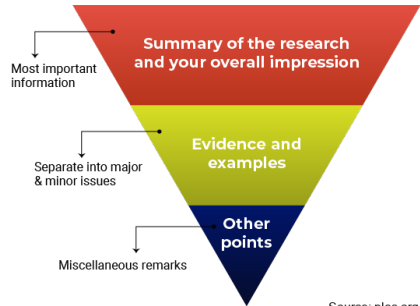 Summary of the research
and your overall impression
Most important
information
Evidence and
examples
Separate into major
& minor issues
Other
points
Miscellaneous remarks